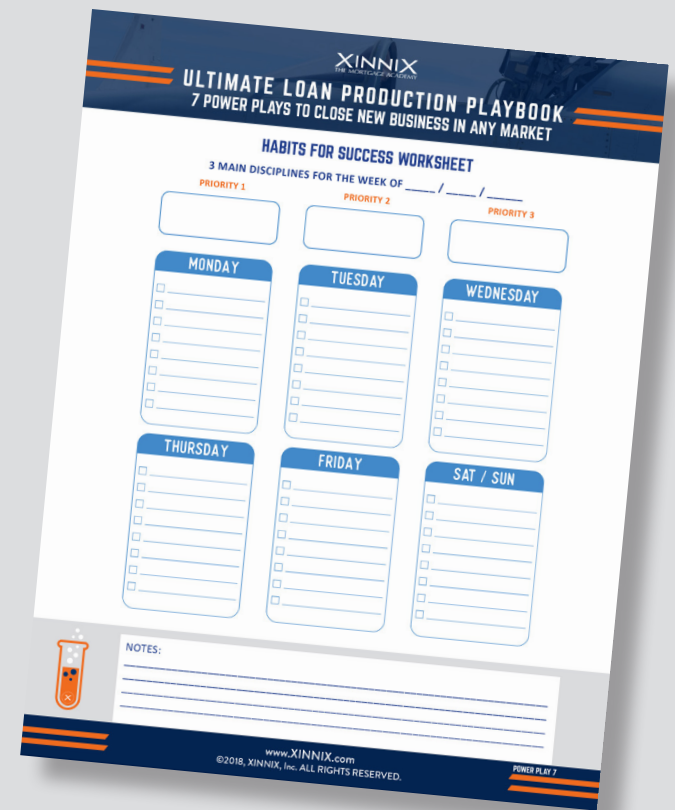 XINNIX
THE MORTGAGE ACADEMY
ULTIMATE LOAN PRODUCTION PLAYBOOK
7 POWER PLAYS TO CLOSE NEW BUSINESS IN ANY MARKET
HABITS FOR SUCCESS WORKSHEET
3 MAIN DISCIPLINES FOR THE WEEK OF ____ / ____ / ____
PRIORITY 1 PRIORITY 2 PRIORITY 3
MONDAY TUESDAY WEDNESDAY
THURSDAY FRIDAY SAT / SUN
NOTES:
www.XINNIX.com
©2018, XINNIX, Inc. ALL RIGHTS RESERVED.
POWER PLAY 7